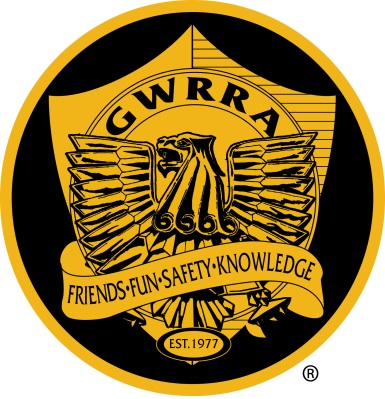 GWRRA
FRIENDS•FUN•SAFETY•KNOWLEDGE
EST. 1977
®